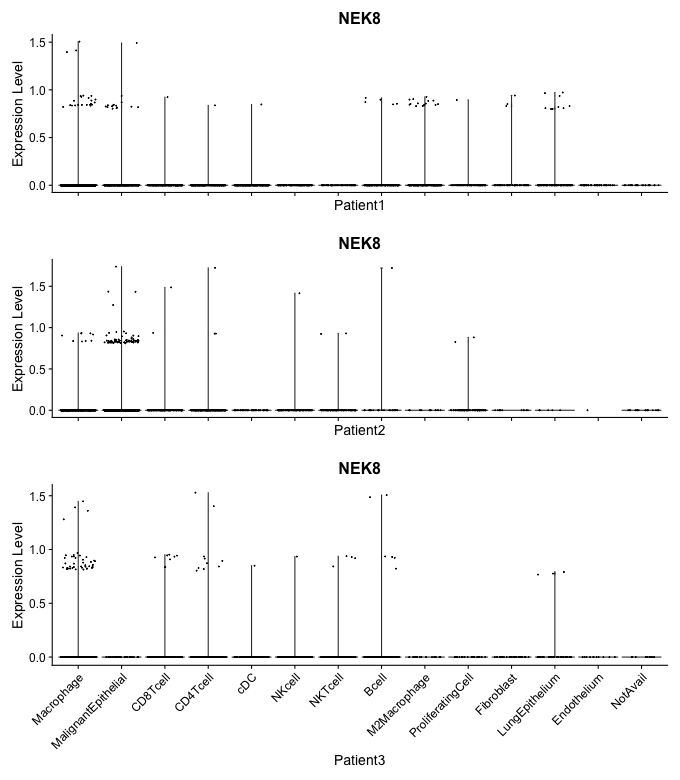 NEK8
Expression Level
1.5
1.0
0.5
0.0
Patient1
NEK8
Expression Level
1.5
1.0
0.5
0.0
Patient2
NEK8
Expression Level
1.5
1.0
0.5
0.0
Macrophage
MalignantEpithelial
CD8Tcell
CD4Tcell
cDC
NKcell
NKTcell
Bcell
M2Macrophage
ProliferatingCell
Fibroblast
LungEpithelium
Endothelium
NotAvail
Patient3